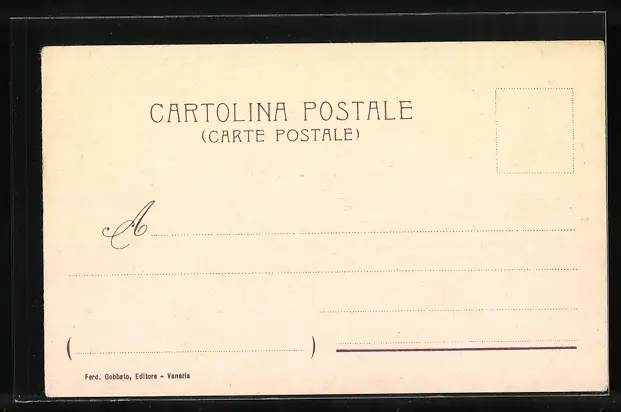 CARTOLINA POSTALE
(CARTE POSTALE)
A
( )
Ferd. Gobbato, Editore - Venezia